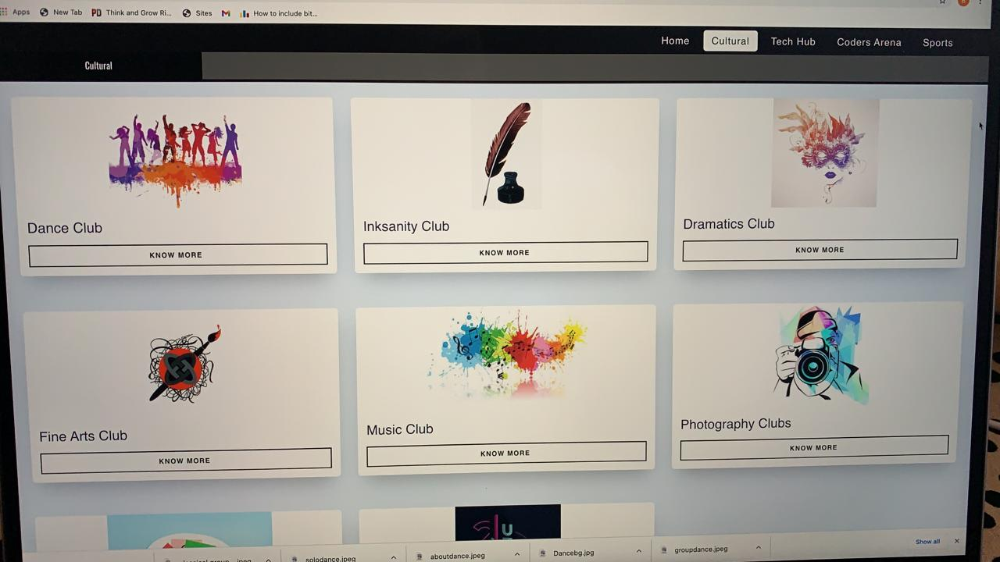 Apps New Tab PD Think and Grow Ri... Sites How to include bit...
Home Cultural Tech Hub Coders Arena Sports
Cultural
Dance Club
KNOW MORE
Inksanity Club
KNOW MORE
Dramatics Club
KNOW MORE
Fine Arts Club
KNOW MORE
Music Club
KNOW MORE
Photography Clubs
KNOW MORE
solodance.jpeg aboutdance.jpeg Dancebg.jpg groupdance.jpeg Show all